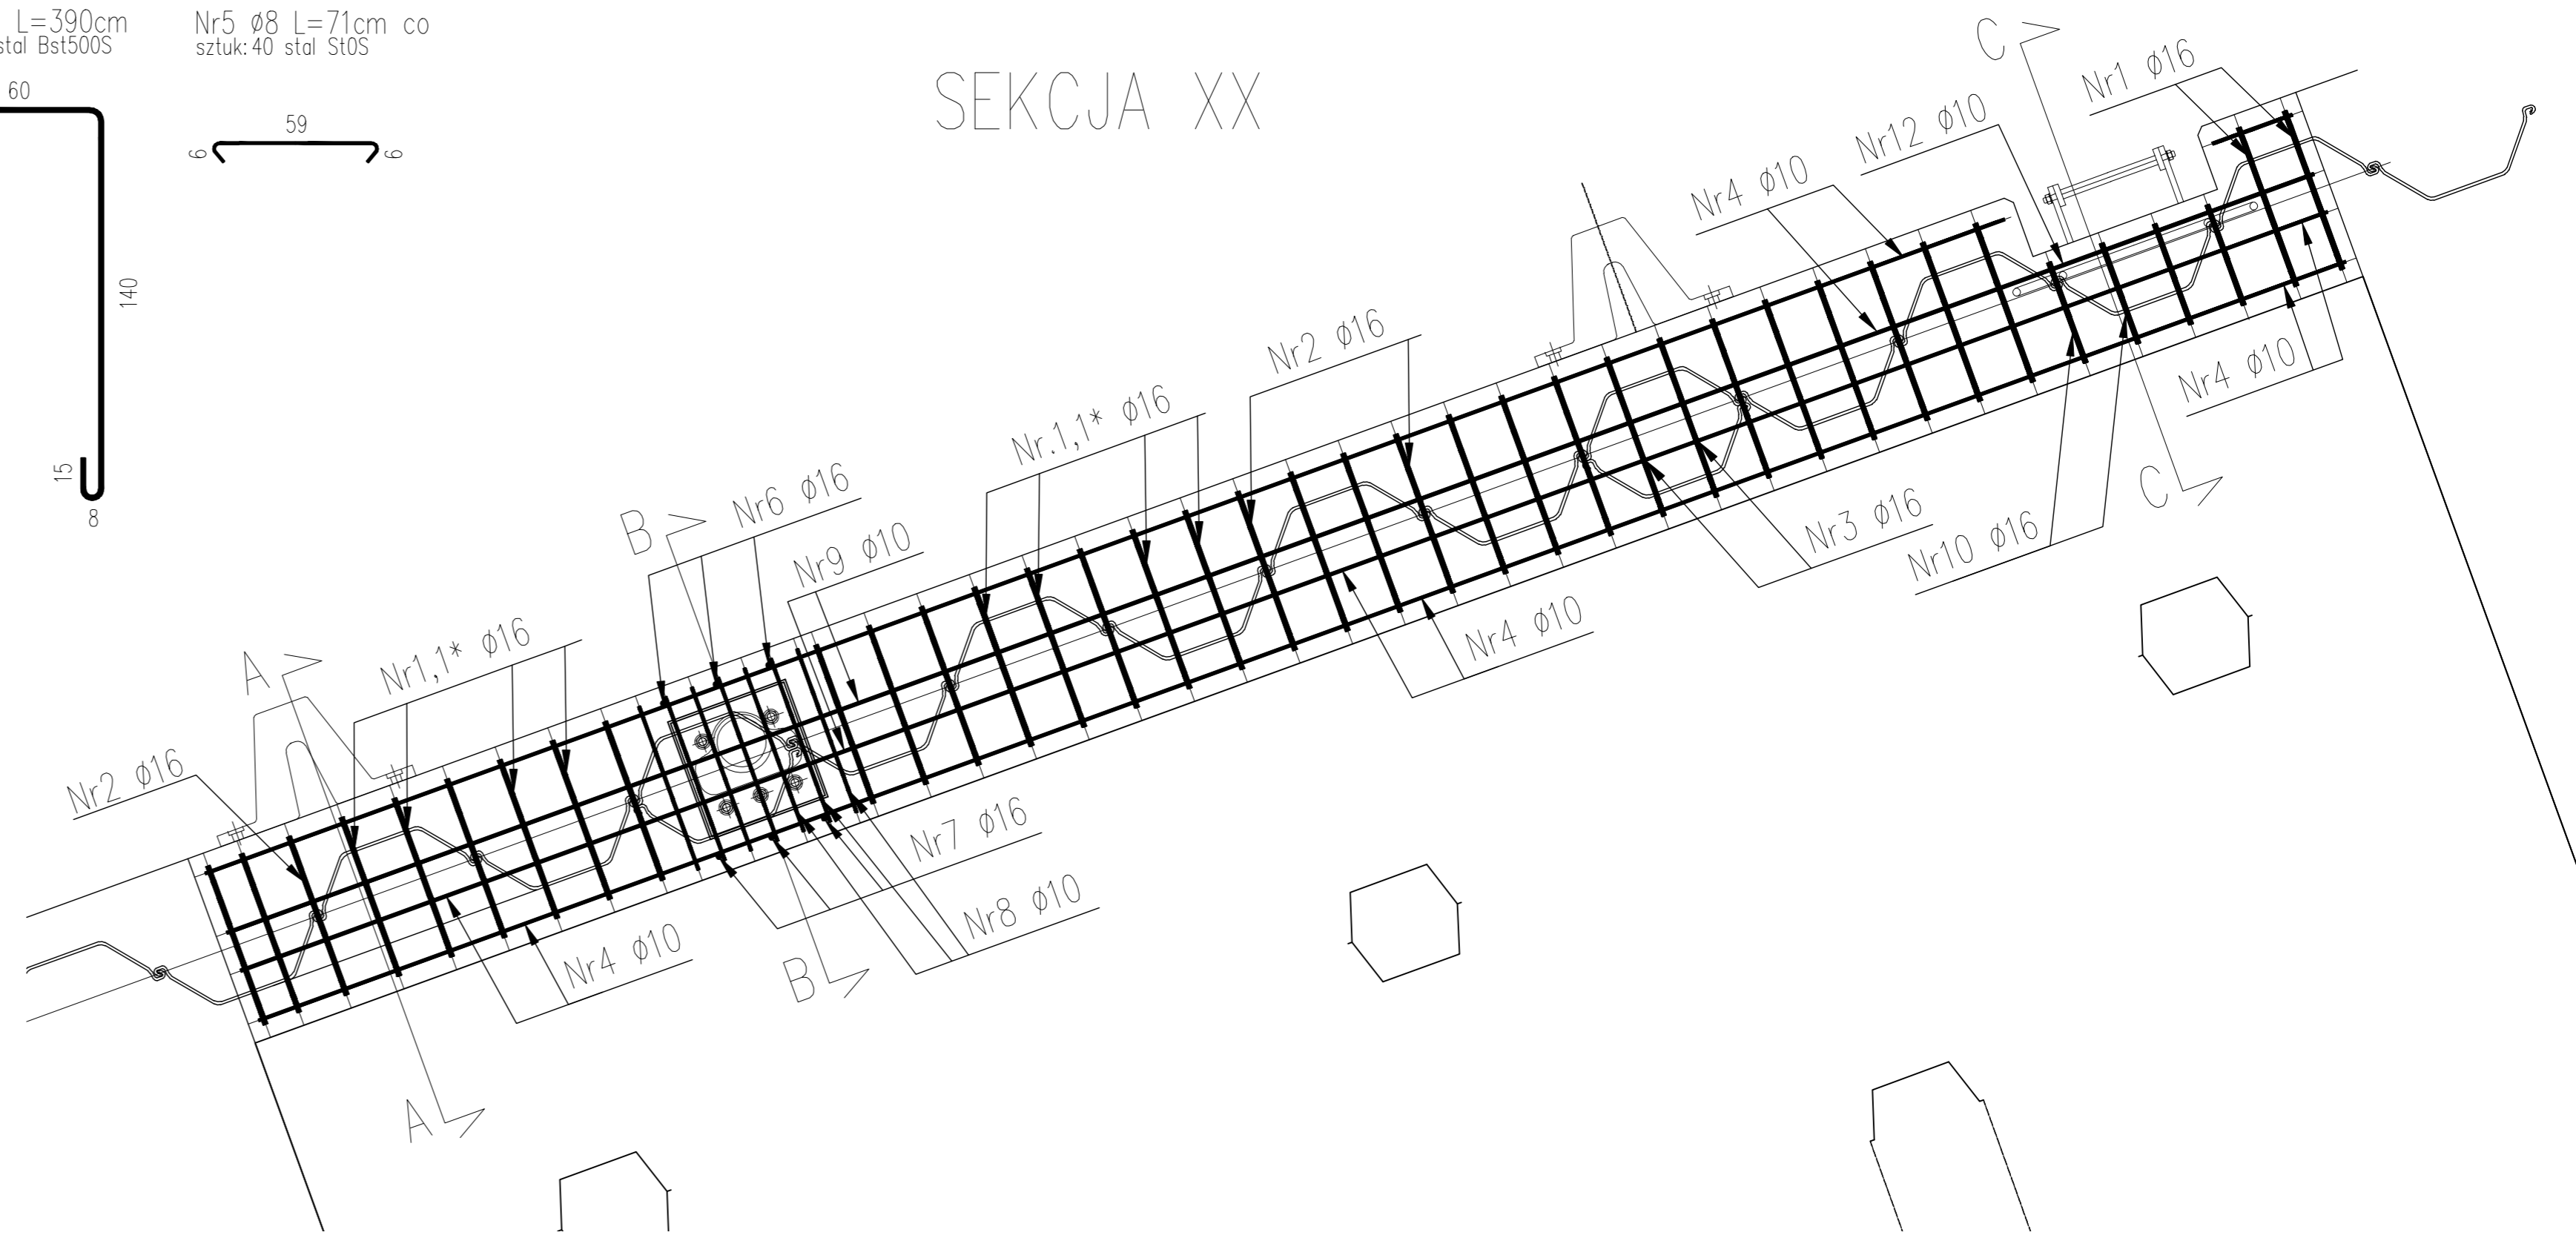 L=390cm
stal Bst500S
60
140
15
8
Nr5 ø8 L=71cm co
sztuk:40 stal St0S
59
6
6
SEKCJA XX
C
Nr1 ø16
Nr12 ø10
Nr4 ø10
Nr2 ø16
Nr.1,1* ø16
Nr6 ø16
B
Nr9 ø10
Nr1,1* ø16
A
Nr2 ø16
Nr4 ø10
C
Nr3 ø16
Nr10 ø16
Nr4 ø10
Nr7 ø16
Nr8 ø10
Nr4 ø10
B
A